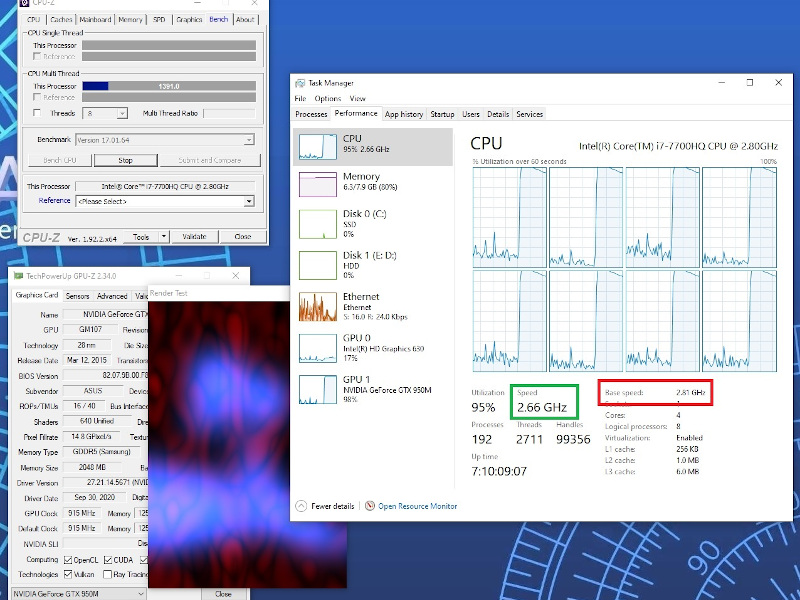 CPU-Z
CPU Caches Mainboard Memory SPD Graphics Bench About
CPU Single Thread
This Processor
Reference
CPU Multi Thread
This Processor 1391.0
Reference
Threads 8 Multi Thread Ratio
Benchmark Version 17.01.64
Bench CPU Stop Submit and Compare
This Processor Intel® Core™ i7-7700HQ CPU @ 2.80GHz
Reference <Please Select>
CPU-Z Ver. 1.92.2.x64 Tools Validate Close
TechPowerUp GPU-Z 2.34.0
Graphics Card Sensors Advanced
Name NVIDIA GeForce GTX
GPU GM107 Revision
Technology 28 nm Die Size
Release Date Mar 12, 2015 Transistors
BIOS Version 82.07.9B.00.F8
Subvendor ASUS
ROPs/TMUs 16 / 40 Bus Interface
Shaders 640 Unified
Pixel Fillrate 14.8 GPixel/s
Memory Type GDDR5 (Samsung)
Memory Size 2048 MB
Driver Version 27.21.14.5671 (NVI
Driver Date Sep 30, 2020
GPU Clock 915 MHz Memory
Default Clock 915 MHz Memory
NVIDIA SLI
Computing OpenCL CUDA
Technologies Vulkan Ray Tracing
NVIDIA GeForce GTX 950M Close
Render Test
Task Manager
File Options View
Processes Performance App history Startup Users Details Services
CPU
95% 2.66 GHz
Memory
6.3/7.9 GB (80%)
Disk 0 (C:)
SSD
0%
Disk 1 (E: D:)
HDD
0%
Ethernet
Ethernet
S: 16.0 R: 24.0 Kbps
GPU 0
Intel(R) HD Graphics 630
17%
GPU 1
NVIDIA GeForce GTX 950M
98%
CPU Intel(R) Core(TM) i7-7700HQ CPU @ 2.80GHz
% Utilization over 60 seconds 100%
Utilization Speed
95% 2.66 GHz
Processes Threads Handles
192 2711 99356
Up time
7:10:09:07
Base speed: 2.81 GHz
Cores: 4
Logical processors: 8
Virtualization: Enabled
L1 cache: 256 KB
L2 cache: 1.0 MB
L3 cache: 6.0 MB
Fewer details Open Resource Monitor
90